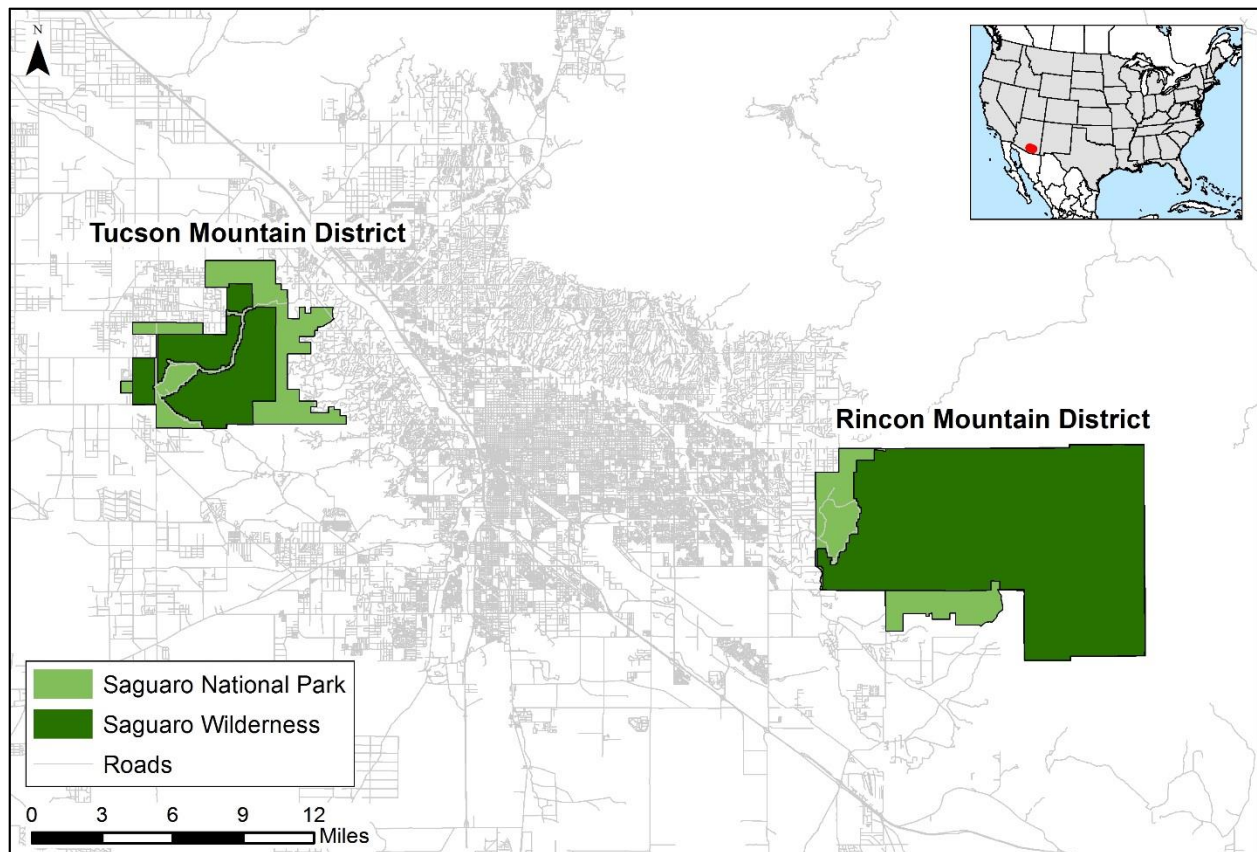 N
Tucson Mountain District
Rincon Mountain District
Saguaro National Park
Saguaro Wilderness
Roads
0 3 6 9 12
Miles